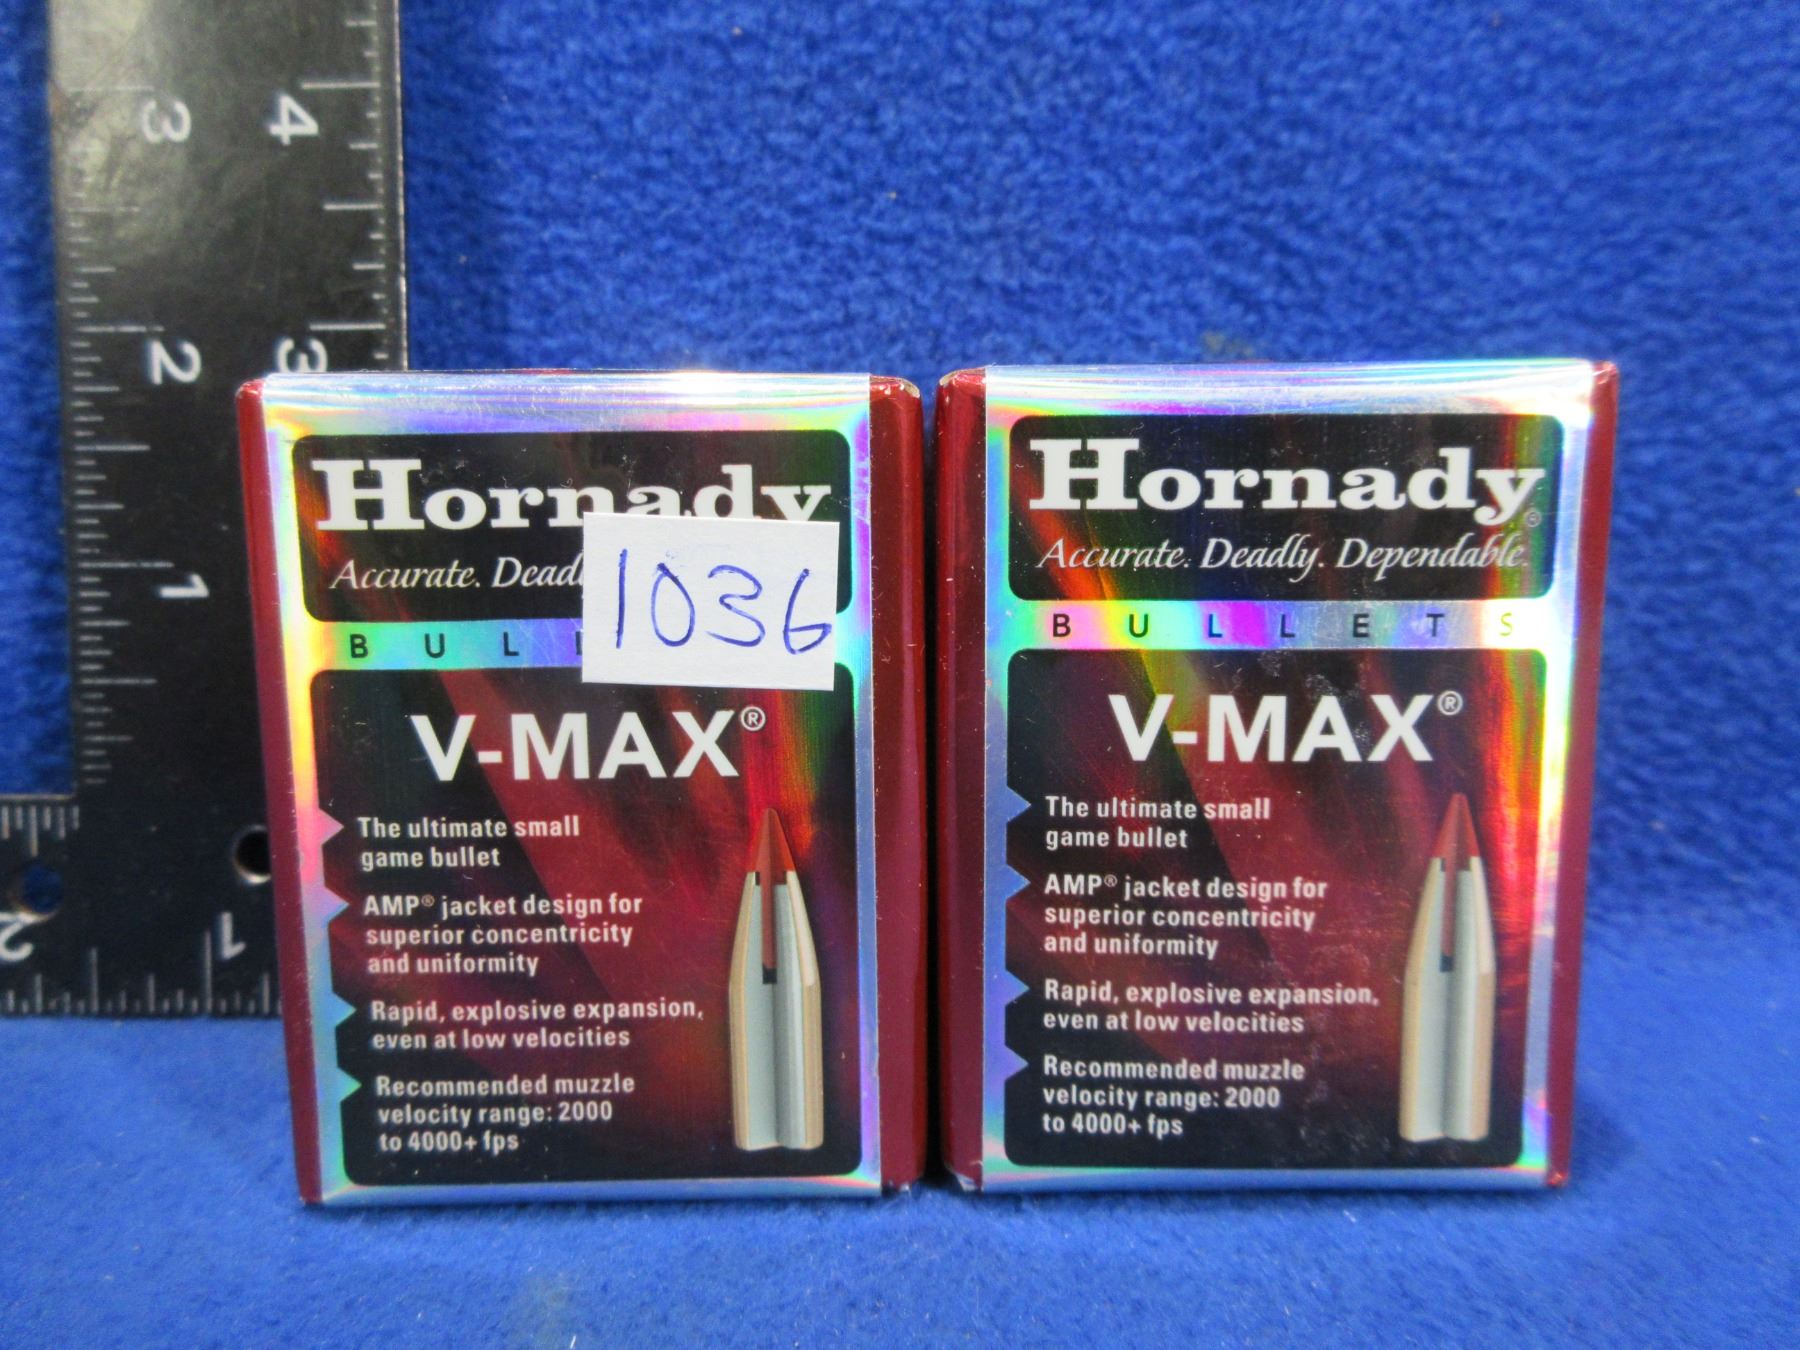 3 4
2 3
1
2 1
Hornady
Accurate.
1036
BULL
V-MAX®
The ultimate small
game bullet
AMP® jacket design for
superior concentricity
and uniformity
Rapid, explosive expansion,
even at low velocities
Recommended muzzle
velocity range: 2000
to 4000+ fps
Hornady®
Accurate. Deadly. Dependable.
BULLETS
V-MAX®
The ultimate small
game bullet
AMP® jacket design for
superior concentricity
and uniformity
Rapid, explosive expansion,
even at low velocities
Recommended muzzle
velocity range: 2000
to 4000+ fps